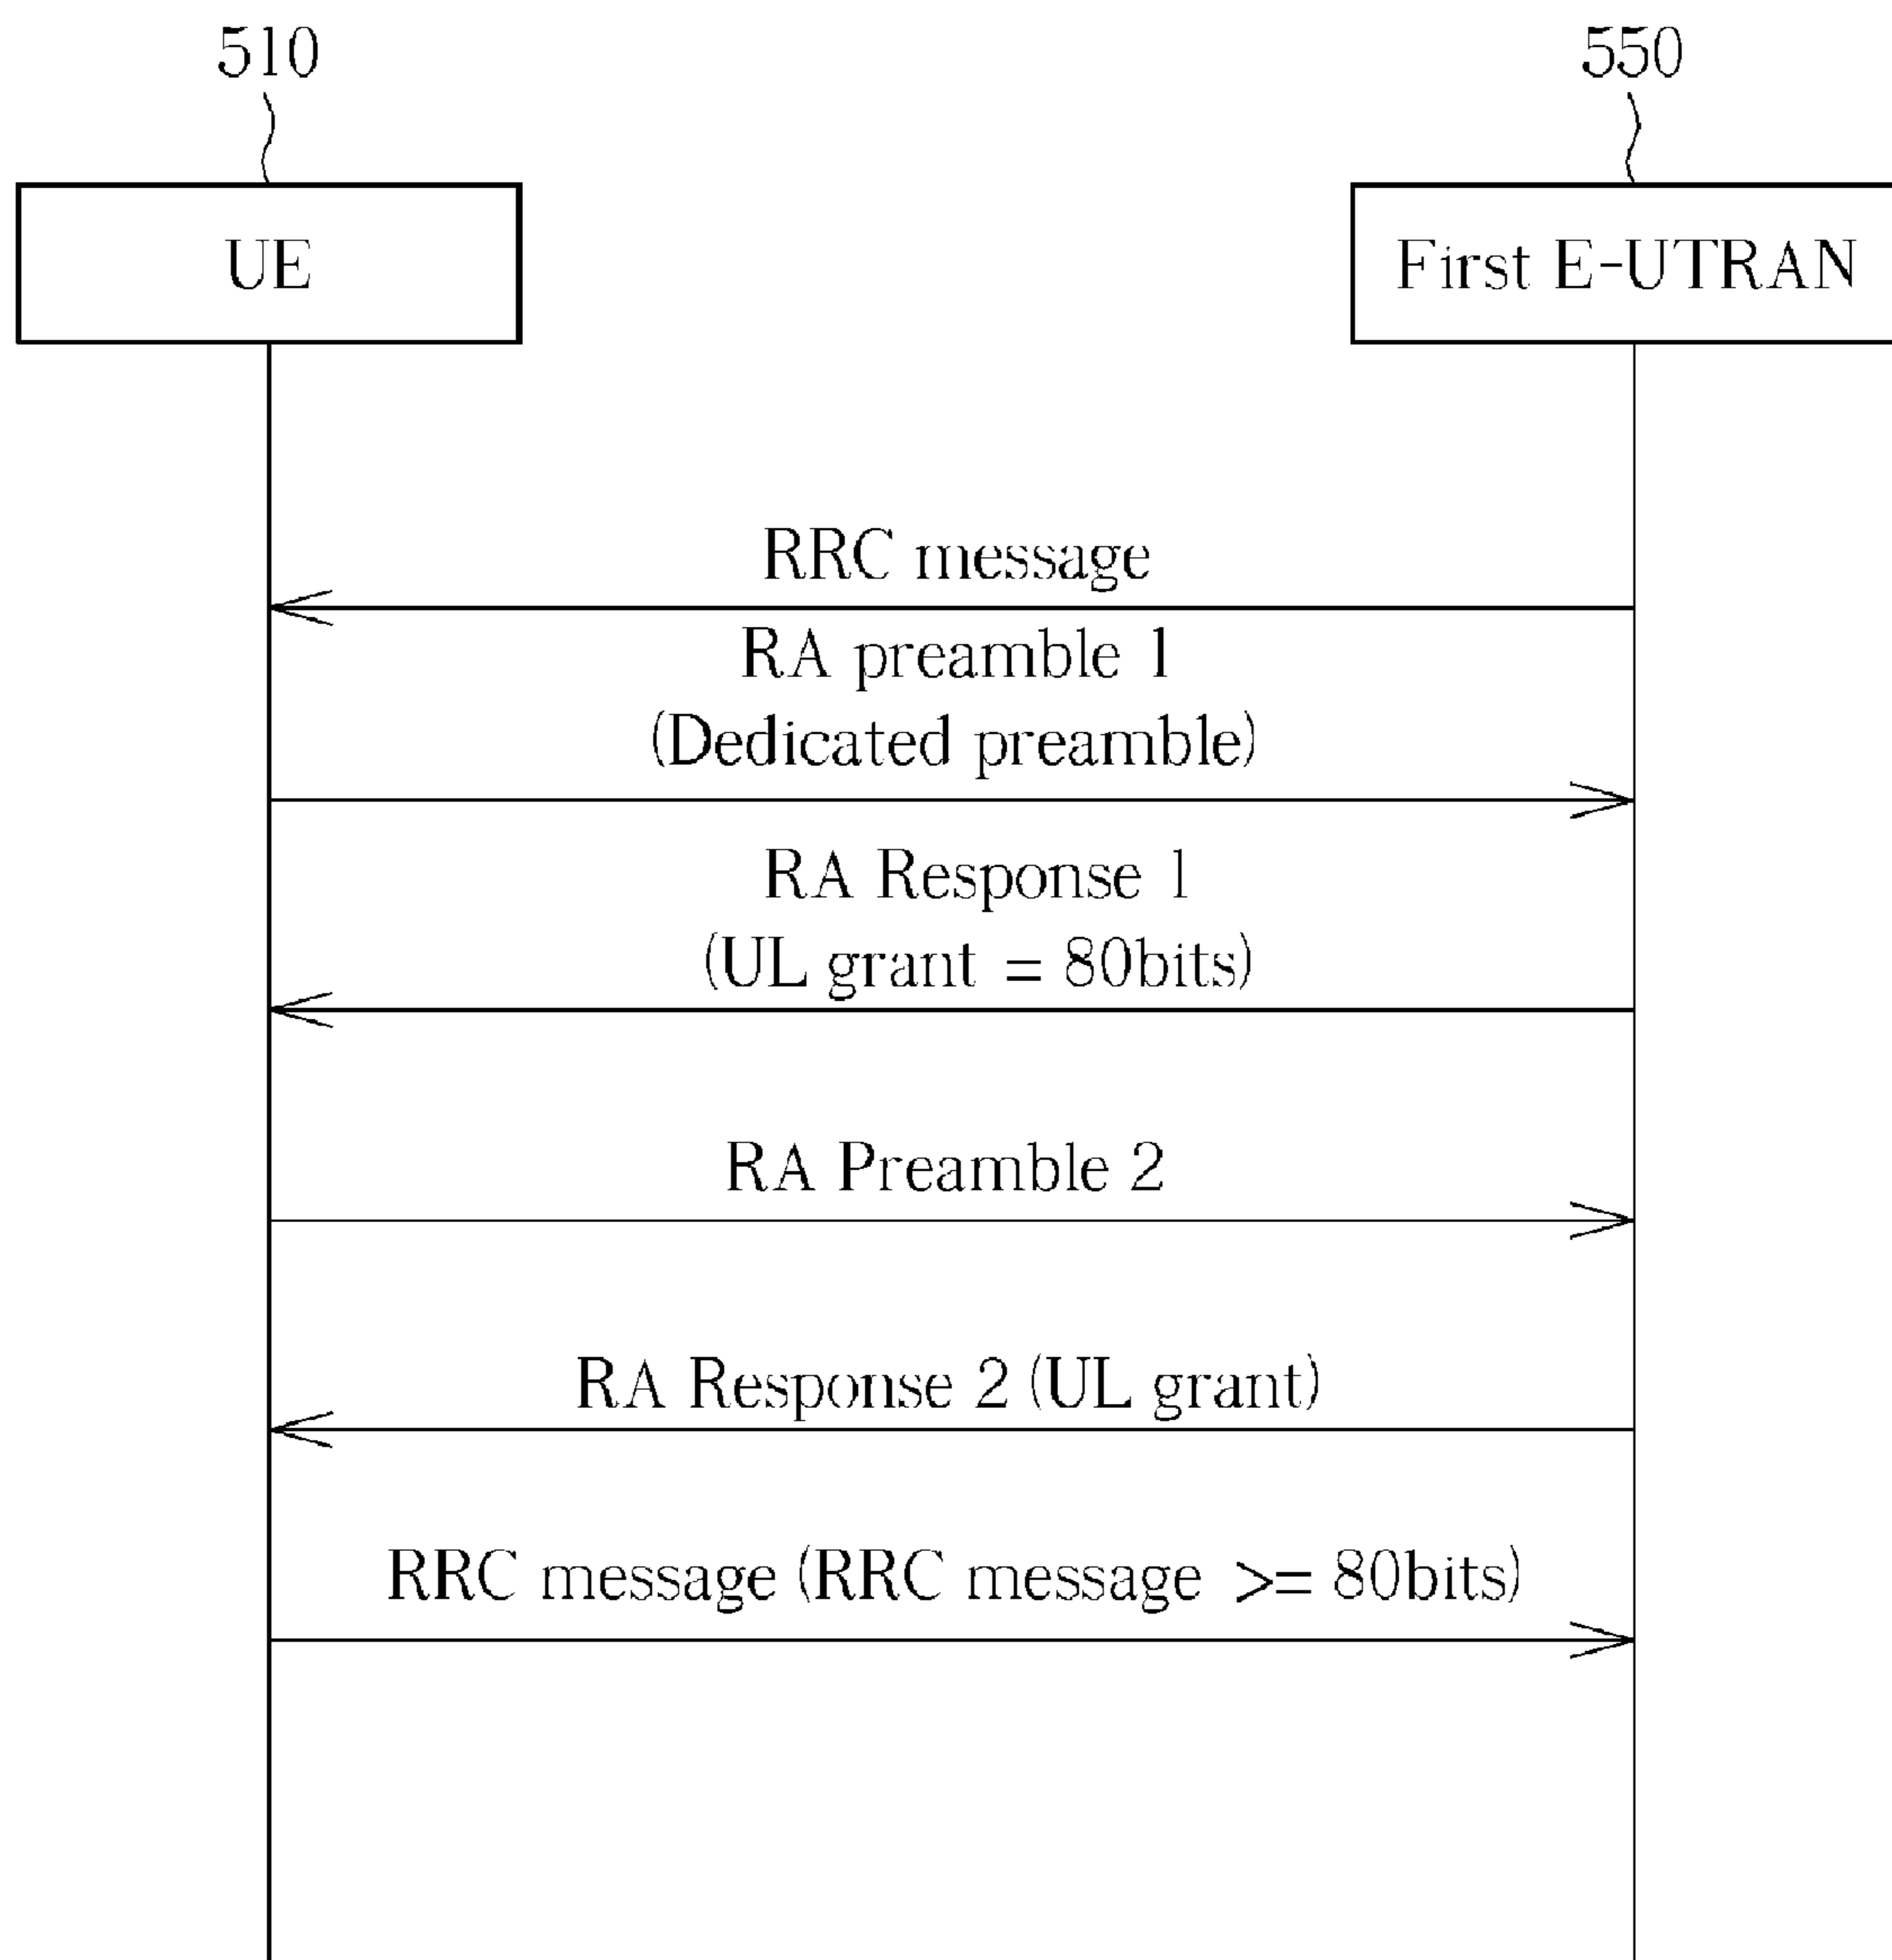 510
550
UE
First E-UTRAN
RRC message
RA preamble 1
(Dedicated preamble)
RA Response 1
(UL grant = 80bits)
RA Preamble 2
RA Response 2 (UL grant)
RRC message (RRC message >= 80bits)